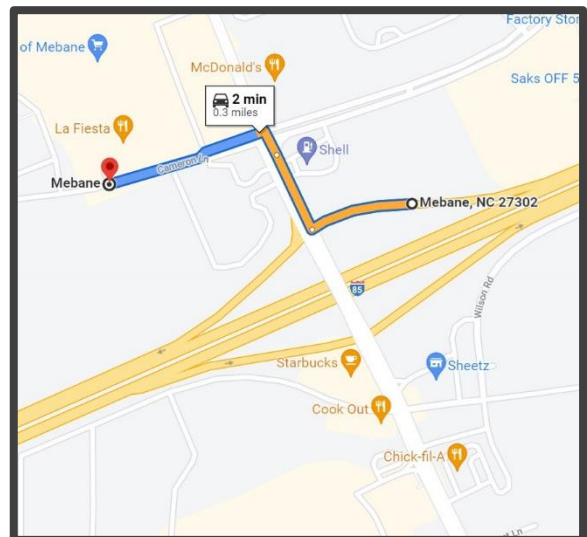 Factory Stor
of Mebane
McDonald's
Saks OFF 5
2 min
0.3 miles
La Fiesta
Shell
Cameron Ln
Mebane
Mebane, NC 27302
85
Wilson Rd
Starbucks
Sheetz
Cook Out
Chick-fil-A
t Ln